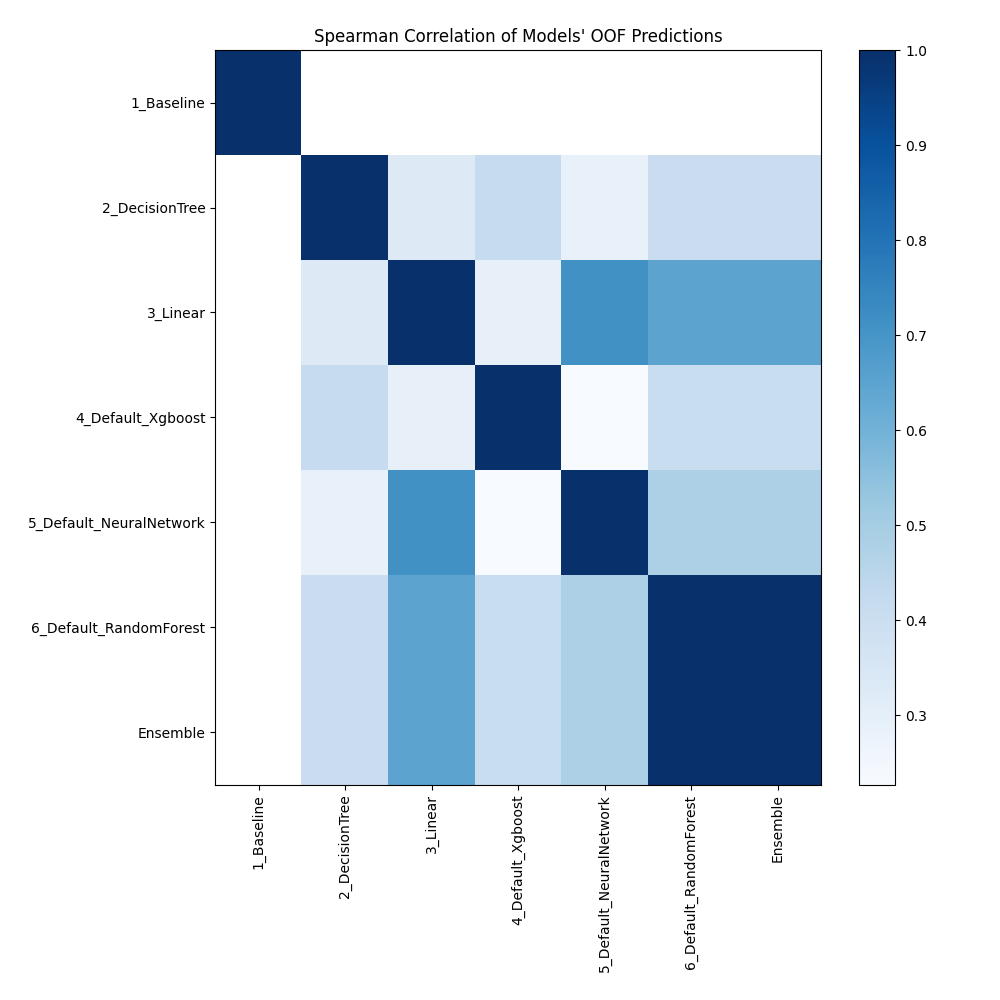 Spearman Correlation of Models' OOF Predictions
1_Baseline
2_DecisionTree
3_Linear
4_Default_Xgboost
5_Default_NeuralNetwork
6_Default_RandomForest
Ensemble
1_Baseline
2_DecisionTree
3_Linear
4_Default_Xgboost
5_Default_NeuralNetwork
6_Default_RandomForest
Ensemble
1.0
0.9
0.8
0.7
0.6
0.5
0.4
0.3